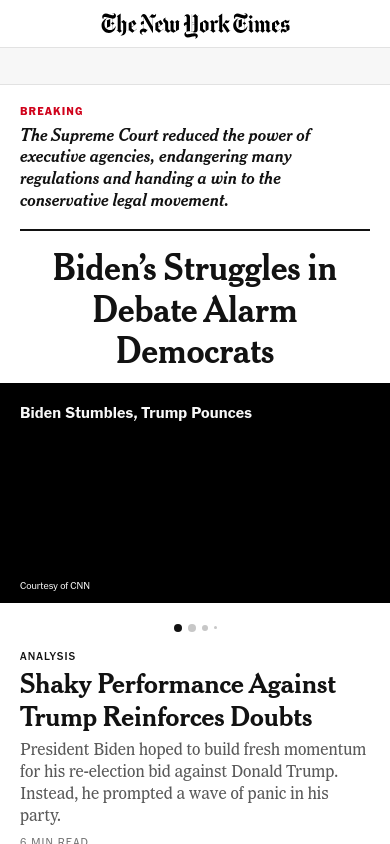 The New York Times
BREAKING
The Supreme Court reduced the power of
executive agencies, endangering many
regulations and handing a win to the
conservative legal movement.
Biden’s Struggles in
Debate Alarm
Democrats
Biden Stumbles, Trump Pounces
Courtesy of CNN
ANALYSIS
Shaky Performance Against
Trump Reinforces Doubts
President Biden hoped to build fresh momentum
for his re-election bid against Donald Trump.
Instead, he prompted a wave of panic in his
party.
6 MIN READ